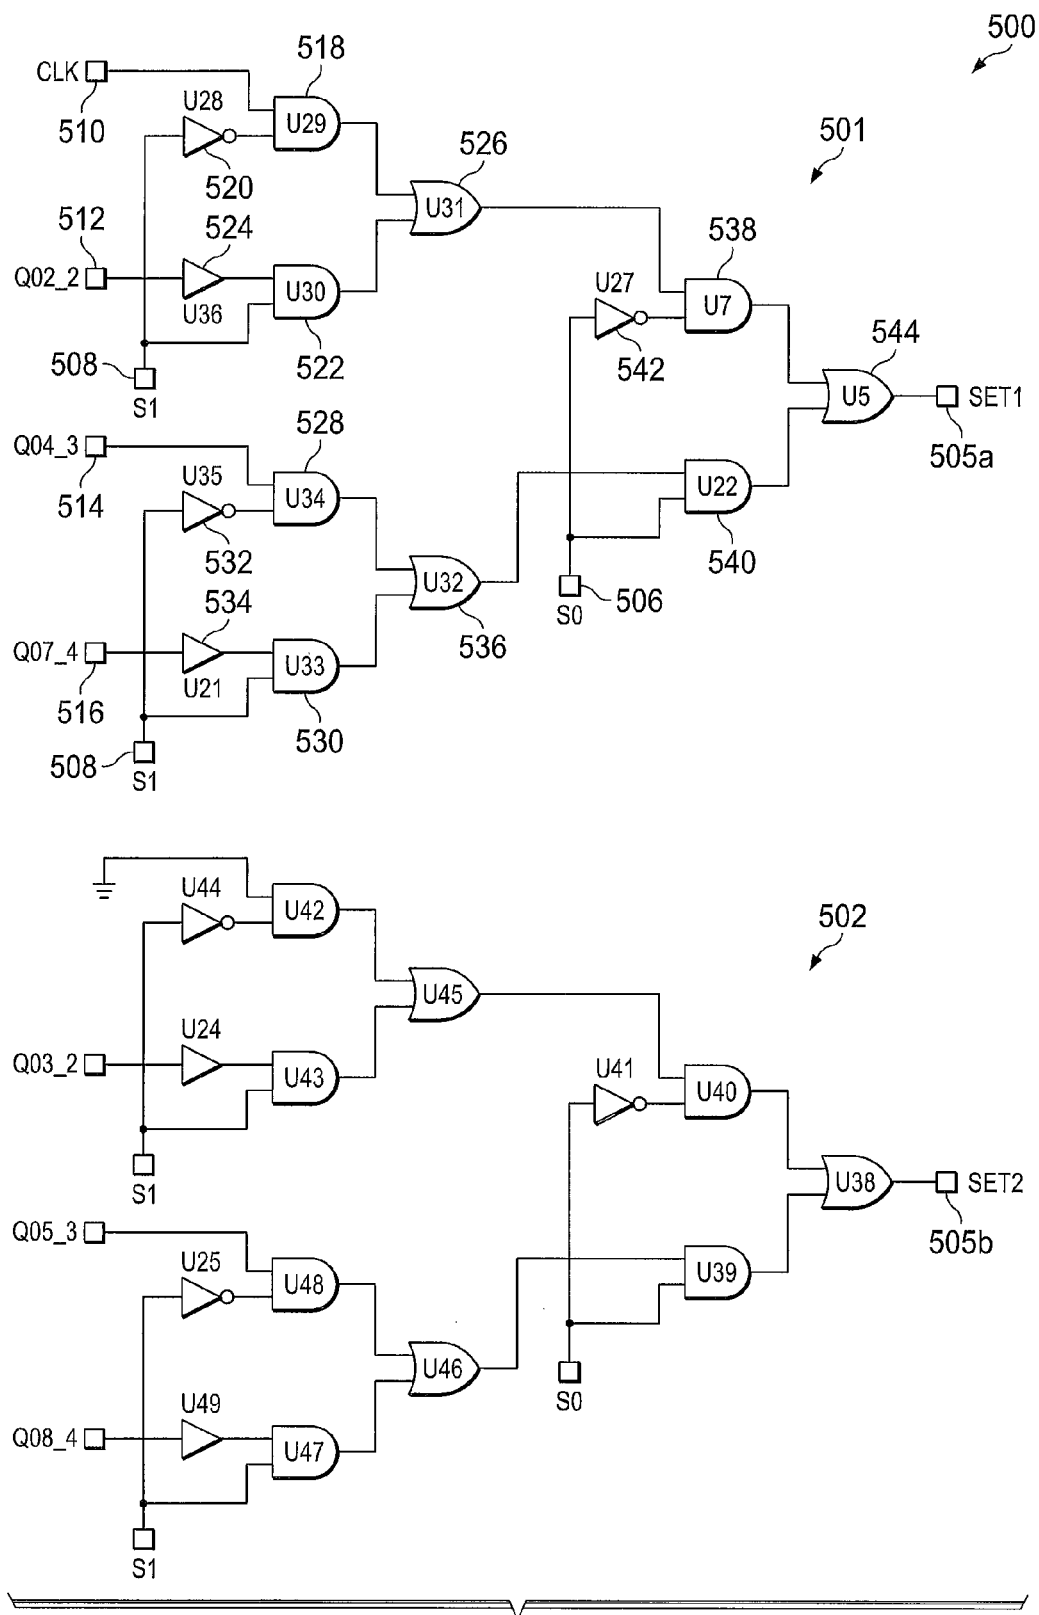 500
CLK
510
U28
520
518
U29
526
U31
501
512
Q02_2
524
U36
U30
522
508
S1
538
U27
U7
542
544
U5
SET1
505a
Q04_3
514
U35
532
528
U34
U32
536
534
Q07_4
516
U21
U33
530
508
S1
U22
540
506
S0
502
U44
U42
U45
U24
Q03_2
U43
S1
U41
U40
U38
SET2
505b
Q05_3
U25
U48
U46
U39
S0
U49
Q08_4
U47
S1